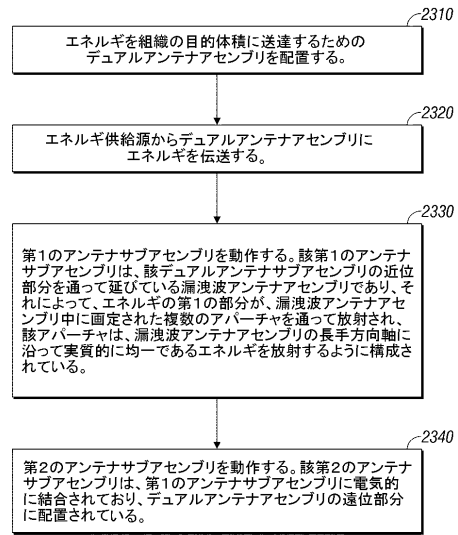 2310
エネルギを組織の目的体積に送達するための
デュアルアンテナアセンブリを配置する。
2320
エネルギ供給源からデュアルアンテナアセンブリに
エネルギを伝送する。
2330
第1のアンテナサブアセンブリを動作する。該第1のアンテナ
サブアセンブリは、該デュアルアンテナサブアセンブリの近位
部分を通って延びている漏洩波アンテナアセンブリであり、そ
れによって、エネルギの第1の部分が、漏洩波アンテナアセ
ンブリ中に画定された複数のアパーチャを通って放射され、
該アパーチャは、漏洩波アンテナアセンブリの長手方向軸に
沿って実質的に均一であるエネルギを放射するように構成さ
れている。
2340
第2のアンテナサブアセンブリを動作する。該第2のアンテナ
サブアセンブリは、第1のアンテナサブアセンブリに電気的
に結合されており、デュアルアンテナアセンブリの遠位部分
に配置されている。